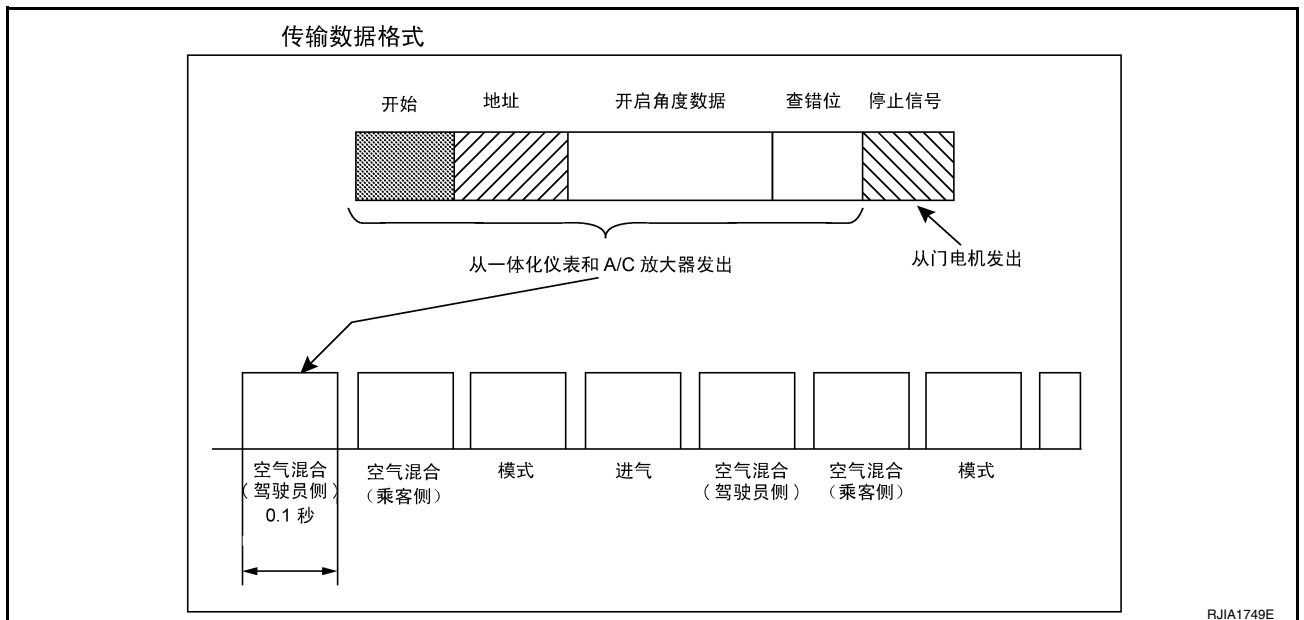 传输数据格式
开始 地址 开启角度数据 查错位 停止信号
从一体化仪表和 A/C 放大器发出
从门电机发出
空气混合
（驾驶员侧）
0.1 秒
空气混合
（乘客侧）
模式
进气
空气混合
（驾驶员侧）
空气混合
（乘客侧）
模式
RJIA1749E